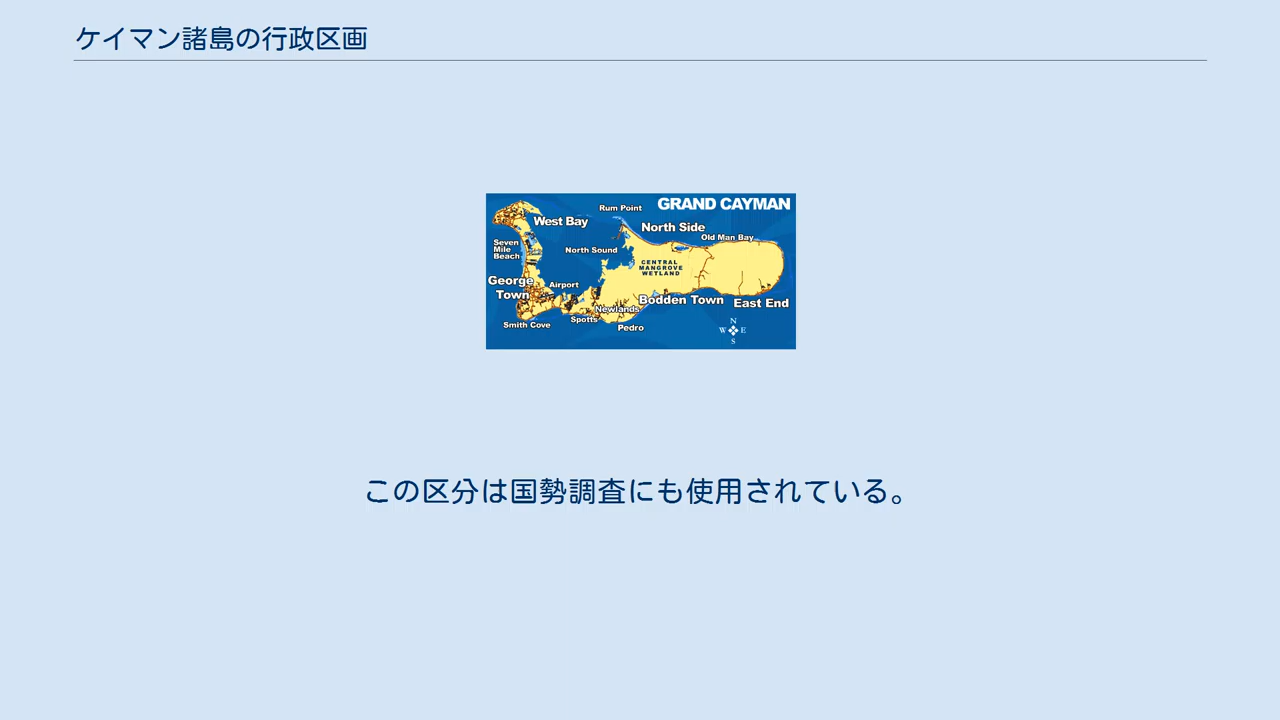 ケイマン諸島の行政区画
GRAND CAYMAN
Rum Point
West Bay
North Side
Old Man Bay
Seven
Mile
Beach
North Sound
CENTRAL
MANGROVE
WETLAND
George
Town
Airport
Bodden Town
East End
Newlands
Spotts
Smith Cove
Pedro
N
W E
S
この区分は国勢調査にも使用されている。